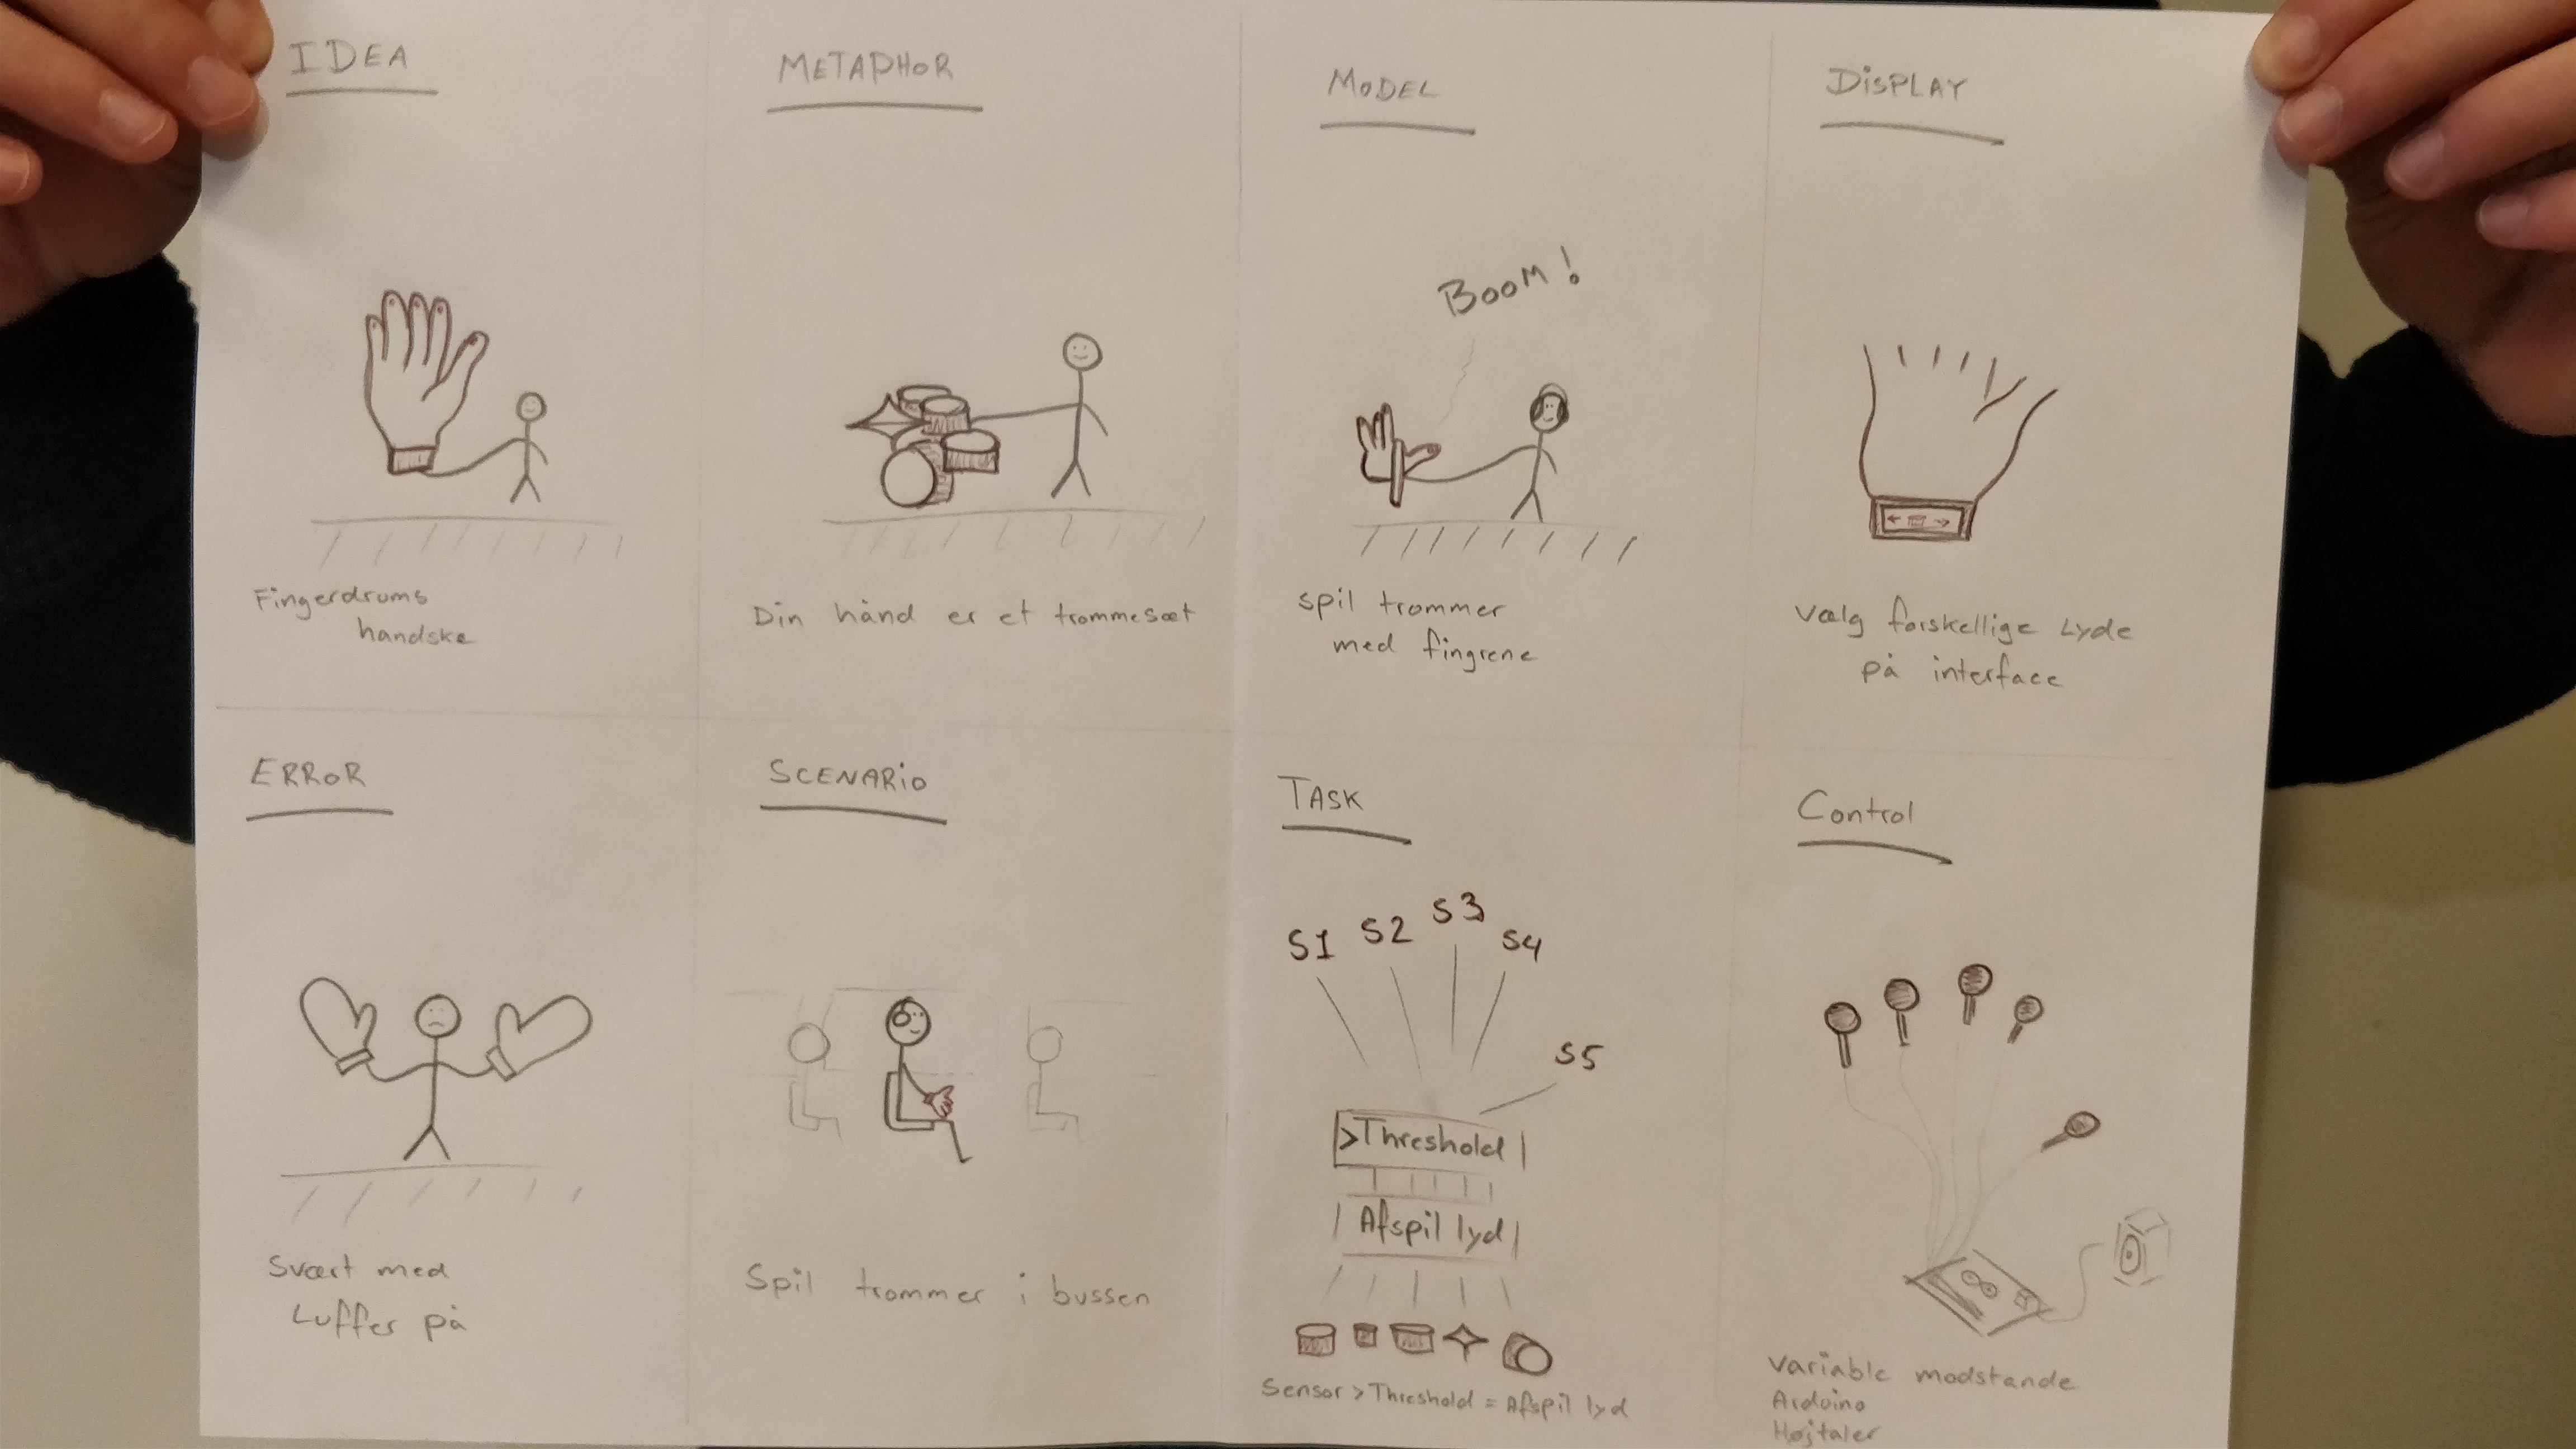 IDEA
Fingerdrums
handske
METAPHOR
Din hånd er et trommesæt
MODEL
BOOM!
spil trommer
med fingrene
DISPLAY
Vælg forskellige Lyde
på interface
ERROR
Svært med
Luffer på
SCENARIO
Spil trommer i bussen
TASK
S1 S2 S3 S4
S5
>Threshold
Afspil lyd
Sensor > Threshold = Afspil lyd
Control
Variable modstande
Arduino
Højtaler